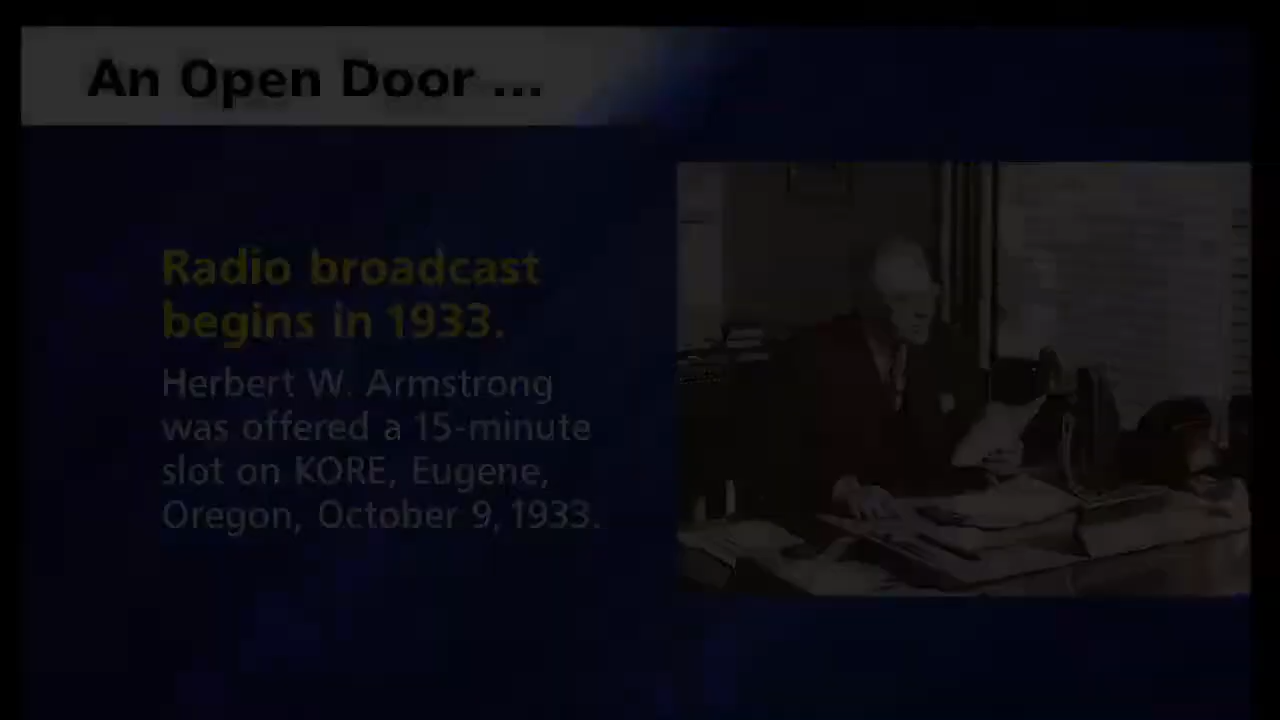 An Open Door ...
Radio broadcast
begins in 1933.
Herbert W. Armstrong
was offered a 15-minute
slot on KORE, Eugene,
Oregon, October 9, 1933.